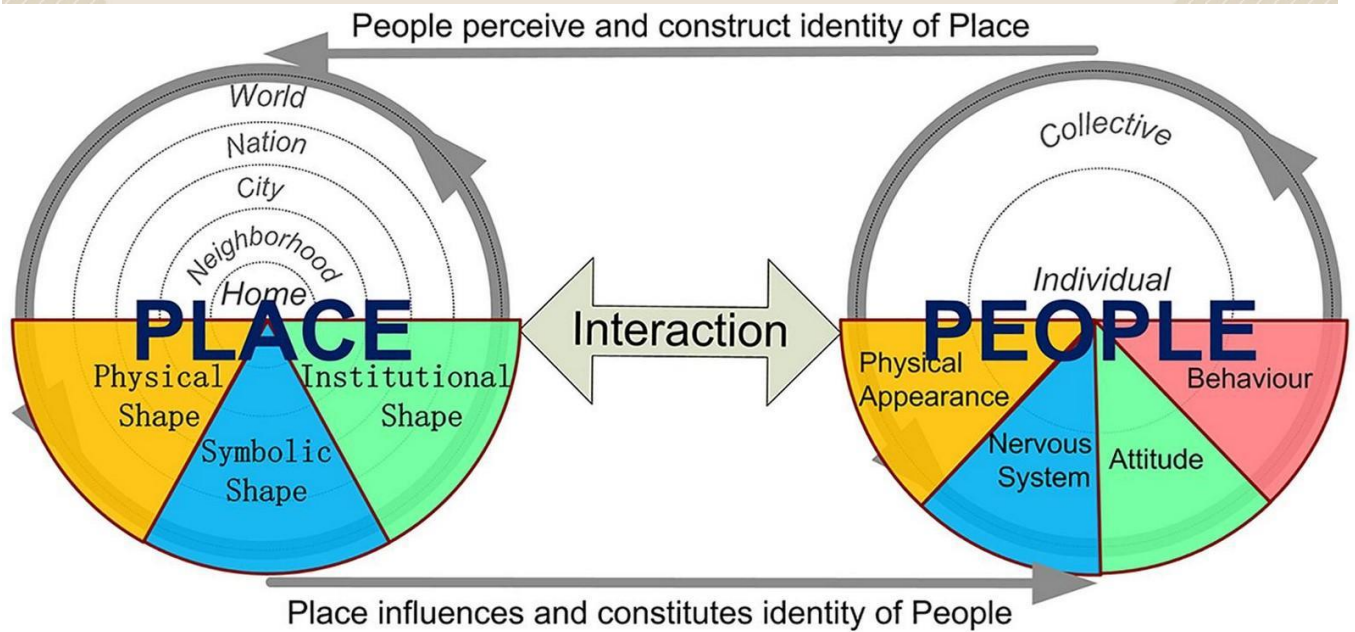 People perceive and construct identity of Place
World
Nation
City
Neighborhood
Home
PLACE
Physical
Shape
Symbolic
Shape
Institutional
Shape
Interaction
Collective
Individual
PEOPLE
Physical
Appearance
Nervous
System
Attitude
Behaviour
Place influences and constitutes identity of People